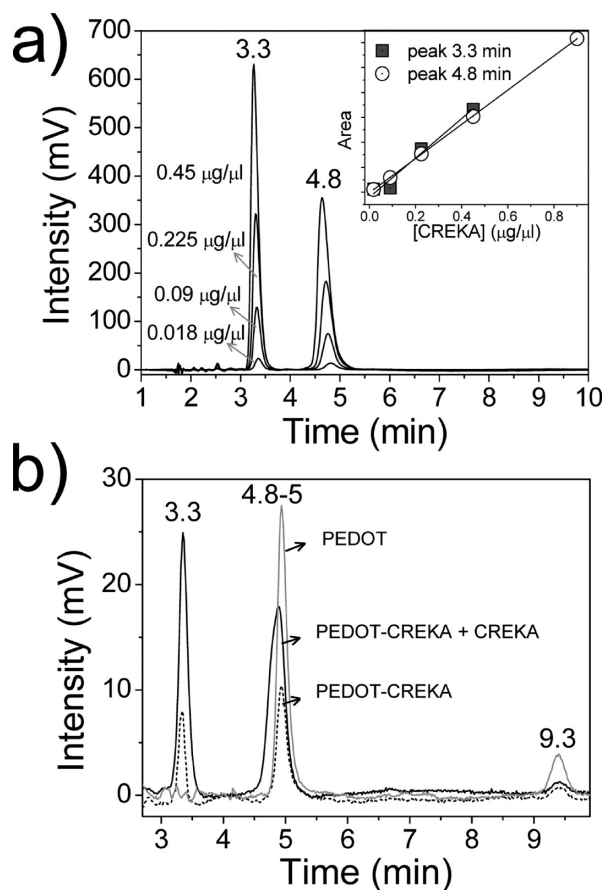 a)
700
600
500
400
300
200
100
0
Intensity (mV)
3.3
4.8
0.45 μg/μl
0.225 μg/μl
0.09 μg/μl
0.018 μg/μl
peak 3.3 min
peak 4.8 min
Area
0.0 0.2 0.4 0.6 0.8
[CREKA] (μg/μl)
1 2 3 4 5 6 7 8 9 10
Time (min)
b)
30
20
10
0
Intensity (mV)
3.3
4.8-5
PEDOT
PEDOT-CREKA + CREKA
PEDOT-CREKA
9.3
3 4 5 6 7 8 9
Time (min)